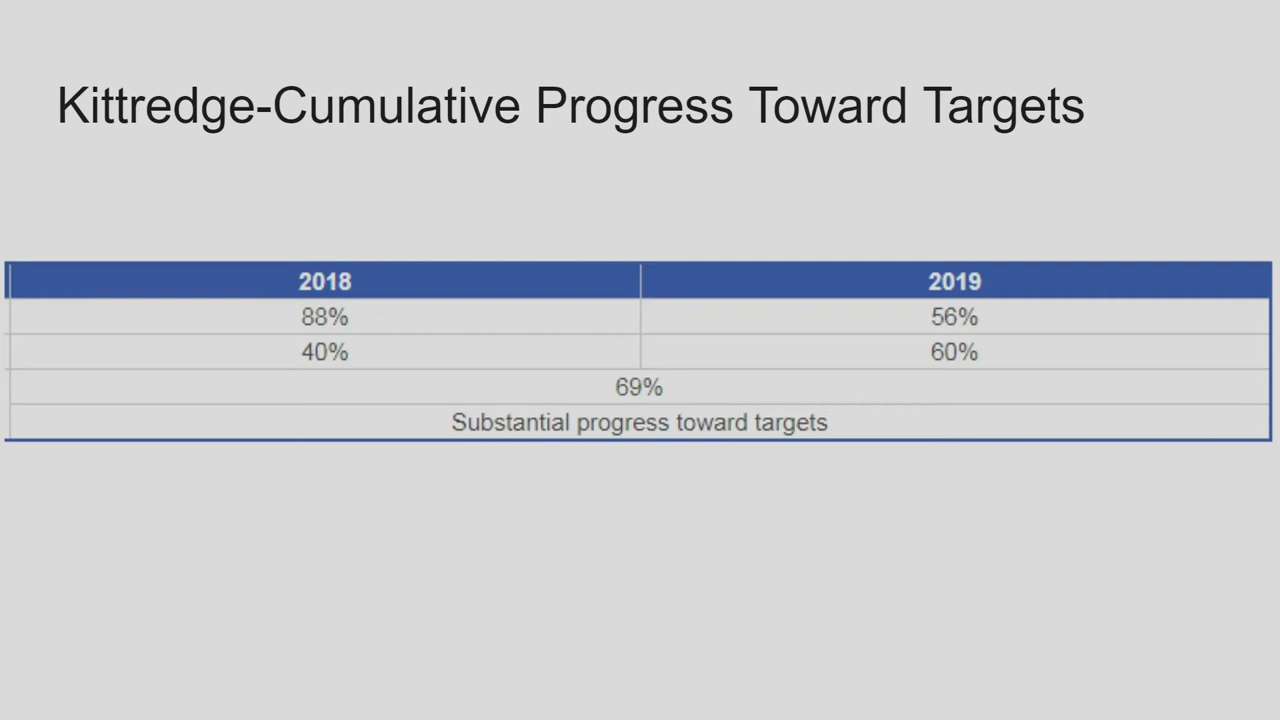 Kittredge-Cumulative Progress Toward Targets
2018 2019
88% 56%
40% 60%
69%
Substantial progress toward targets